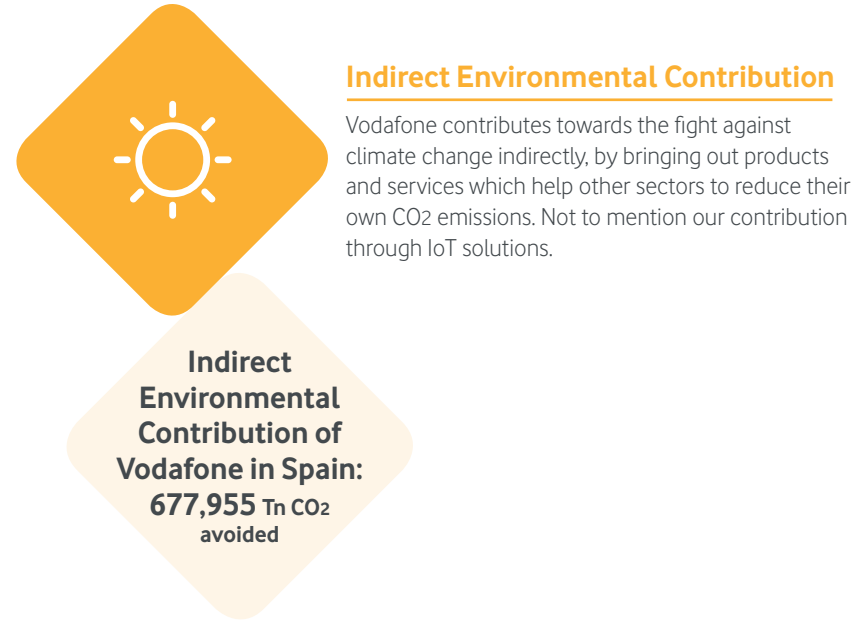 Indirect Environmental Contribution
Vodafone contributes towards the fight against
climate change indirectly, by bringing out products
and services which help other sectors to reduce their
own CO2 emissions. Not to mention our contribution
through IoT solutions.
Indirect
Environmental
Contribution of
Vodafone in Spain:
677,955 Tn CO2
avoided